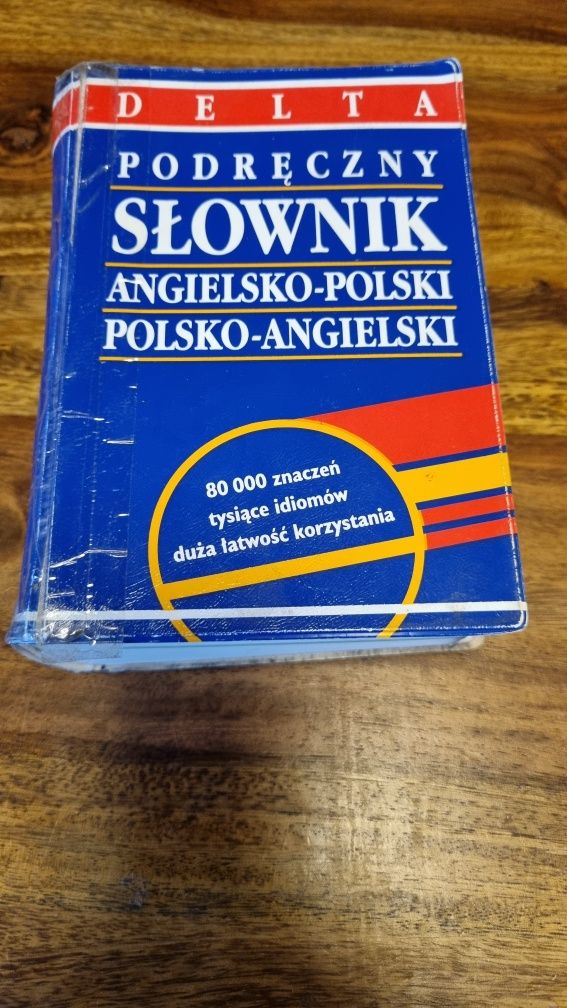 DELTA
PODRĘCZNY
SŁOWNIK
ANGIELSKO-POLSKI
POLSKO-ANGIELSKI
80 000 znaczeń
tysiące idiomów
duża łatwość korzystania